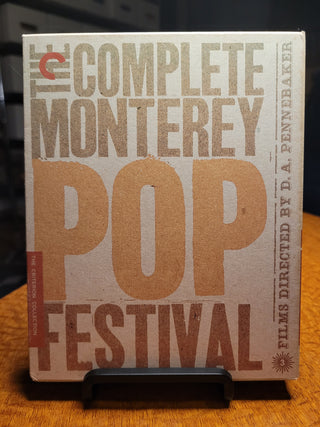 THE COMPLETE
MONTEREY
POP
FESTIVAL
FILMS DIRECTED BY D. A. PENNEBAKER
THE CRITERION COLLECTION